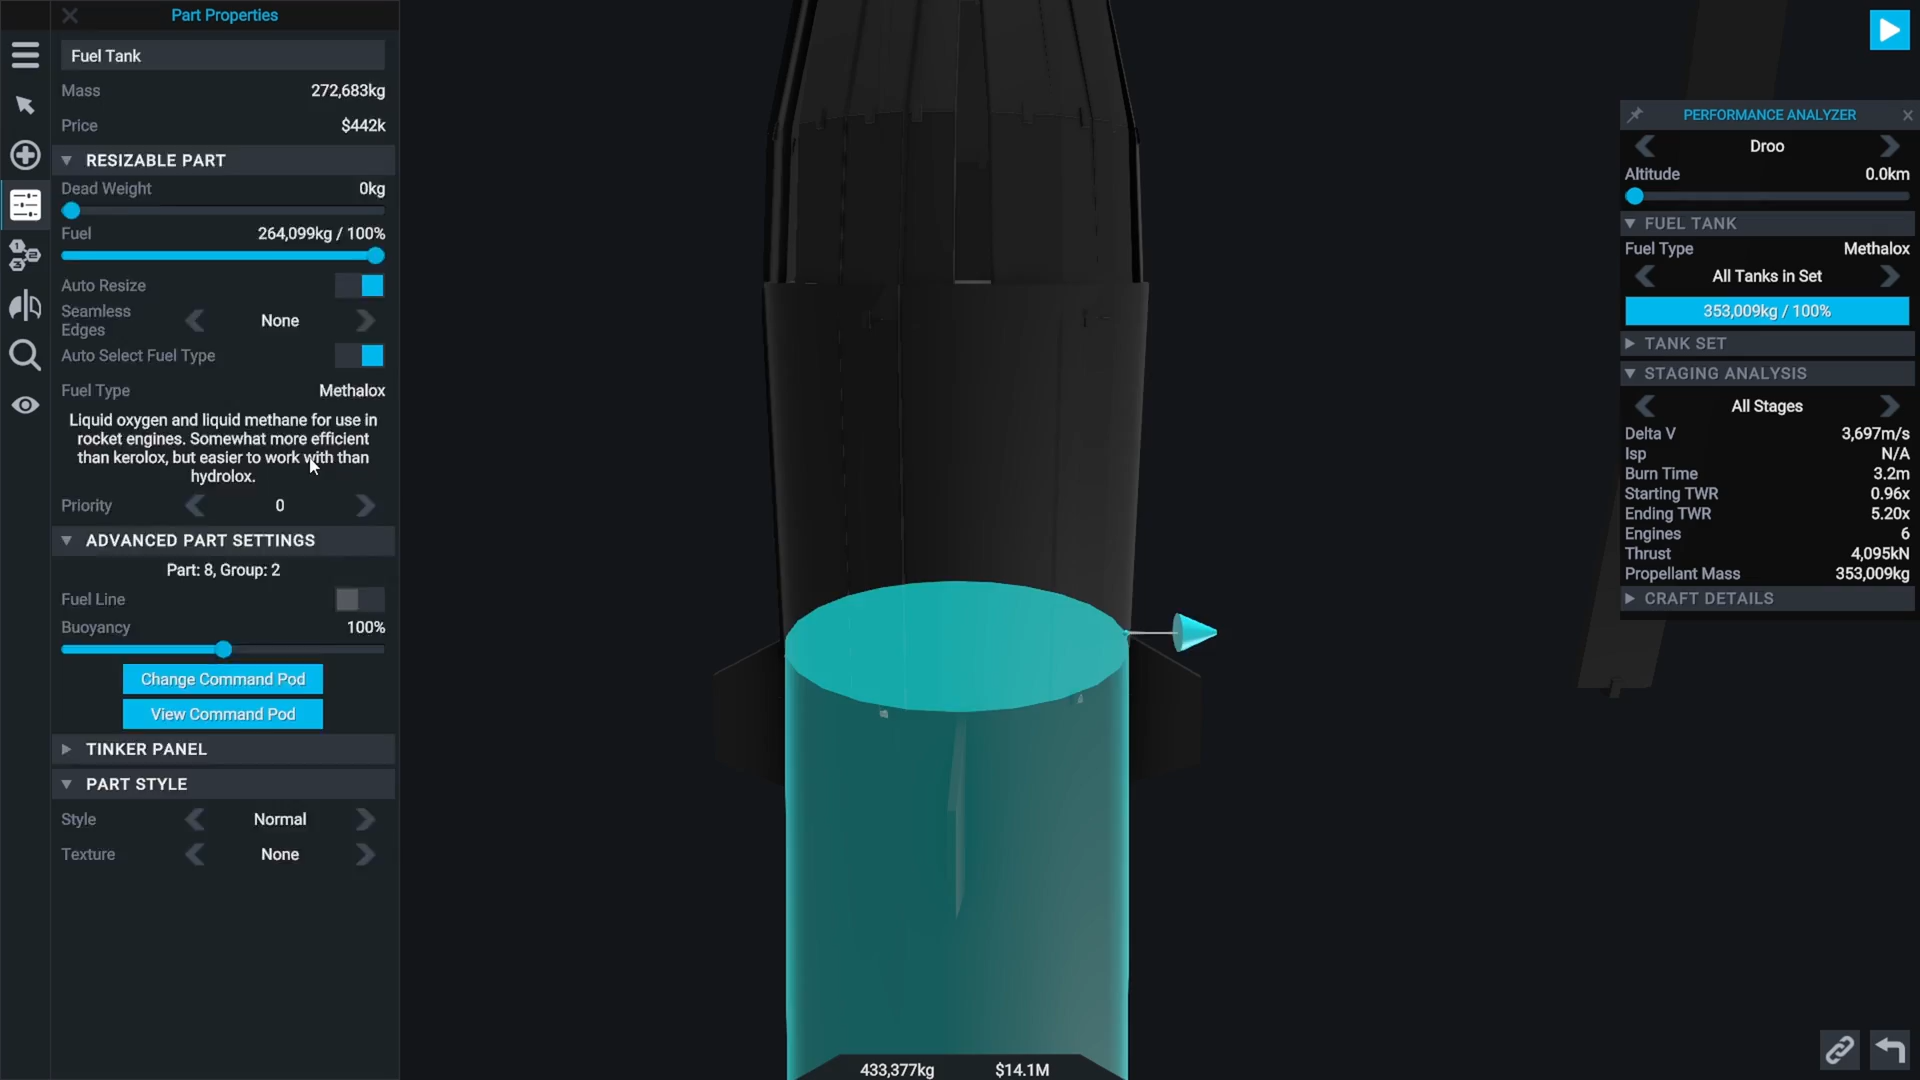 Part Properties
Fuel Tank
Mass 272,683kg
Price $442k
RESIZABLE PART
Dead Weight 0kg
Fuel 264,099kg / 100%
Auto Resize
Seamless
Edges
None
Auto Select Fuel Type
Fuel Type Methalox
Liquid oxygen and liquid methane for use in
rocket engines. Somewhat more efficient
than kerolox, but easier to work with than
hydrolox.
Priority 0
ADVANCED PART SETTINGS
Part: 8, Group: 2
Fuel Line
Buoyancy 100%
Change Command Pod
View Command Pod
TINKER PANEL
PART STYLE
Style Normal
Texture None
433,377kg $14.1M
PERFORMANCE ANALYZER
Droo
Altitude 0.0km
FUEL TANK
Fuel Type Methalox
All Tanks in Set
353,009kg / 100%
TANK SET
STAGING ANALYSIS
All Stages
Delta V 3,697m/s
Isp N/A
Burn Time 3.2m
Starting TWR 0.96x
Ending TWR 5.20x
Engines 6
Thrust 4,095kN
Propellant Mass 353,009kg
CRAFT DETAILS